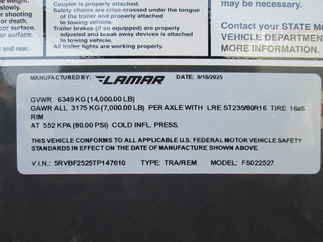 weight.
slowly.
Coupler is properly attached.
Safety chains are criss-crossed under the tongue
of the trailer and properly attached
to towing vehicle.
Trailer brakes (if so equipped) are properly
adjusted and break away devices is attached
to towing vehicle.
All trailer lights are working properly.
may be necessary.
Contact your STATE
VEHICLE DEPARTMEN
MORE INFORMATION.
MANUFACTURED BY: LAMAR DATE: 9/18/2025
GVWR 6349 KG (14,000.00 LB)
GAWR ALL 3175 KG(7,000.00 LB) PER AXLE WITH LRE ST235/80R16 TIRE 16x6
RIM
AT 552 KPA (80.00 PSI) COLD INFL. PRESS.
THIS VEHICLE CONFORMS TO ALL APPLICABLE U.S. FEDERAL MOTOR VEHICLE SAFETY
STANDARDS IN EFFECT ON THE DATE OF MANUFACTURE SHOWN ABOVE.
V.I.N.: 5RVBF2525TP147010 TYPE: TRA/REM MODEL: FS022527